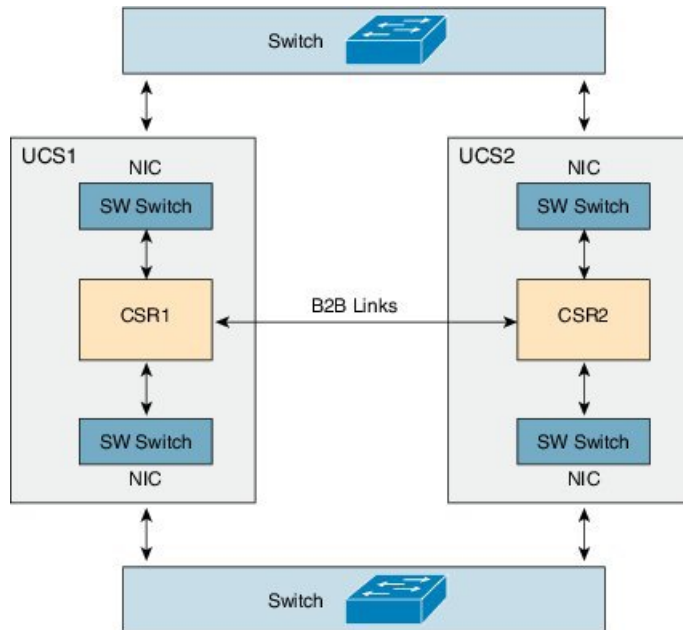 Switch
UCS1
NIC
SW Switch
CSR1
SW Switch
NIC
B2B Links
UCS2
NIC
SW Switch
CSR2
SW Switch
NIC
Switch